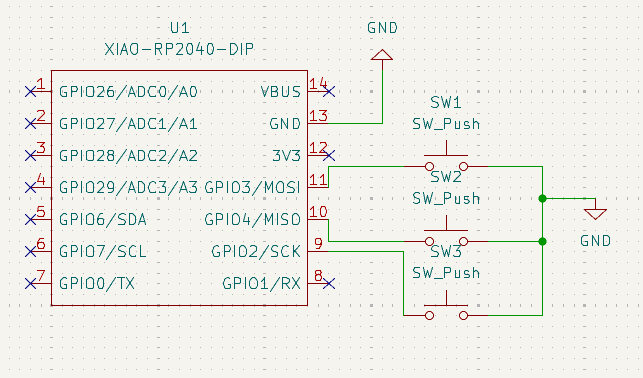 U1
XIAO-RP2040-DIP
GND
1 GPIO26/ADC0/A0 VBUS 14
2 GPIO27/ADC1/A1 GND 13
3 GPIO28/ADC2/A2 3V3 12
4 GPIO29/ADC3/A3 GPIO3/MOSI 11
5 GPIO6/SDA GPIO4/MISO 10
6 GPIO7/SCL GPIO2/SCK 9
7 GPIO0/TX GPIO1/RX 8
SW1
SW_Push
SW2
SW_Push
SW3
SW_Push
GND